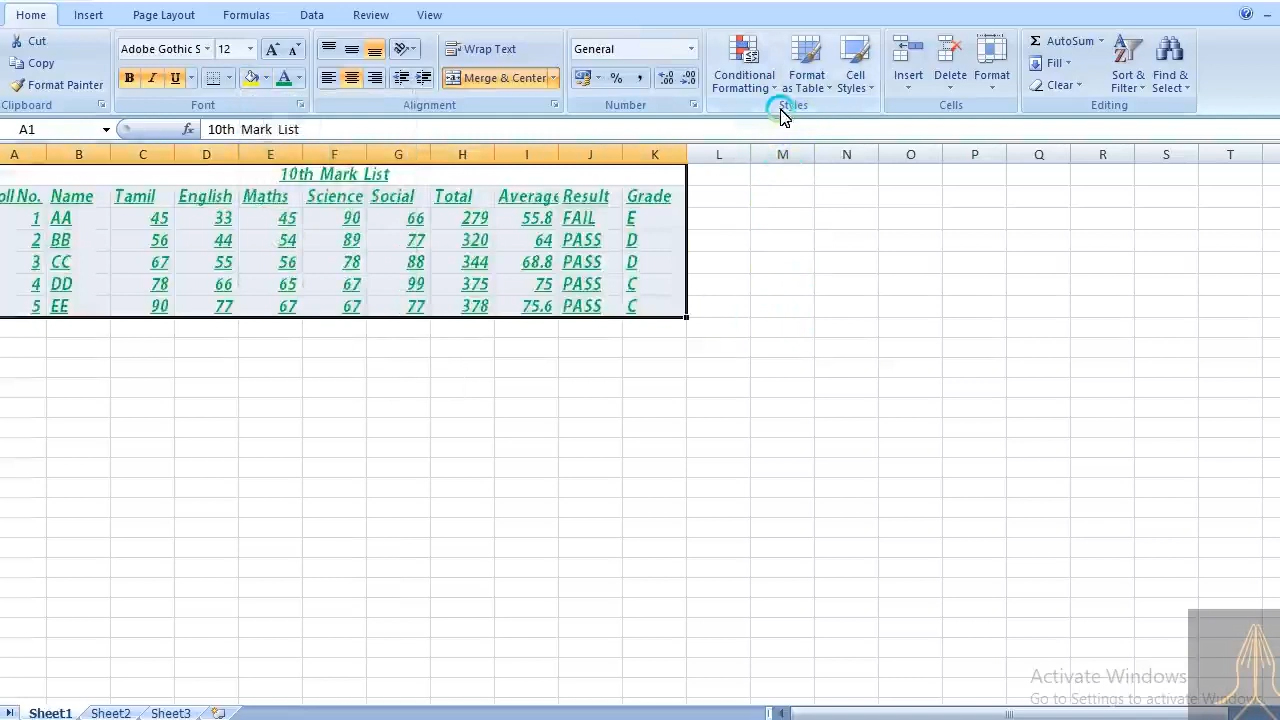 Home Insert Page Layout Formulas Data Review View
Cut Adobe Gothic S 12 A A Wrap Text General AutoSum
Copy Fill
Format Painter B I U A Merge & Center % , .0 .00 .00 .0 Conditional Formatting Format as Table Cell Styles Insert Delete Format Clear Sort & Filter Find & Select
Clipboard Font Alignment Number Styles Cells Editing
A1 fx 10th Mark List
A B C D E F G H I J K L M N O P Q R S T
10th Mark List
oll No. Name Tamil English Maths Science Social Total Average Result Grade
1 AA 45 33 45 90 66 279 55.8 FAIL E
2 BB 56 44 54 89 77 320 64 PASS D
3 CC 67 55 56 78 88 344 68.8 PASS D
4 DD 78 66 65 67 99 375 75 PASS C
5 EE 90 77 67 67 77 378 75.6 PASS C
Activate Windows
Go to Settings to activate Windows.
Sheet1 Sheet2 Sheet3